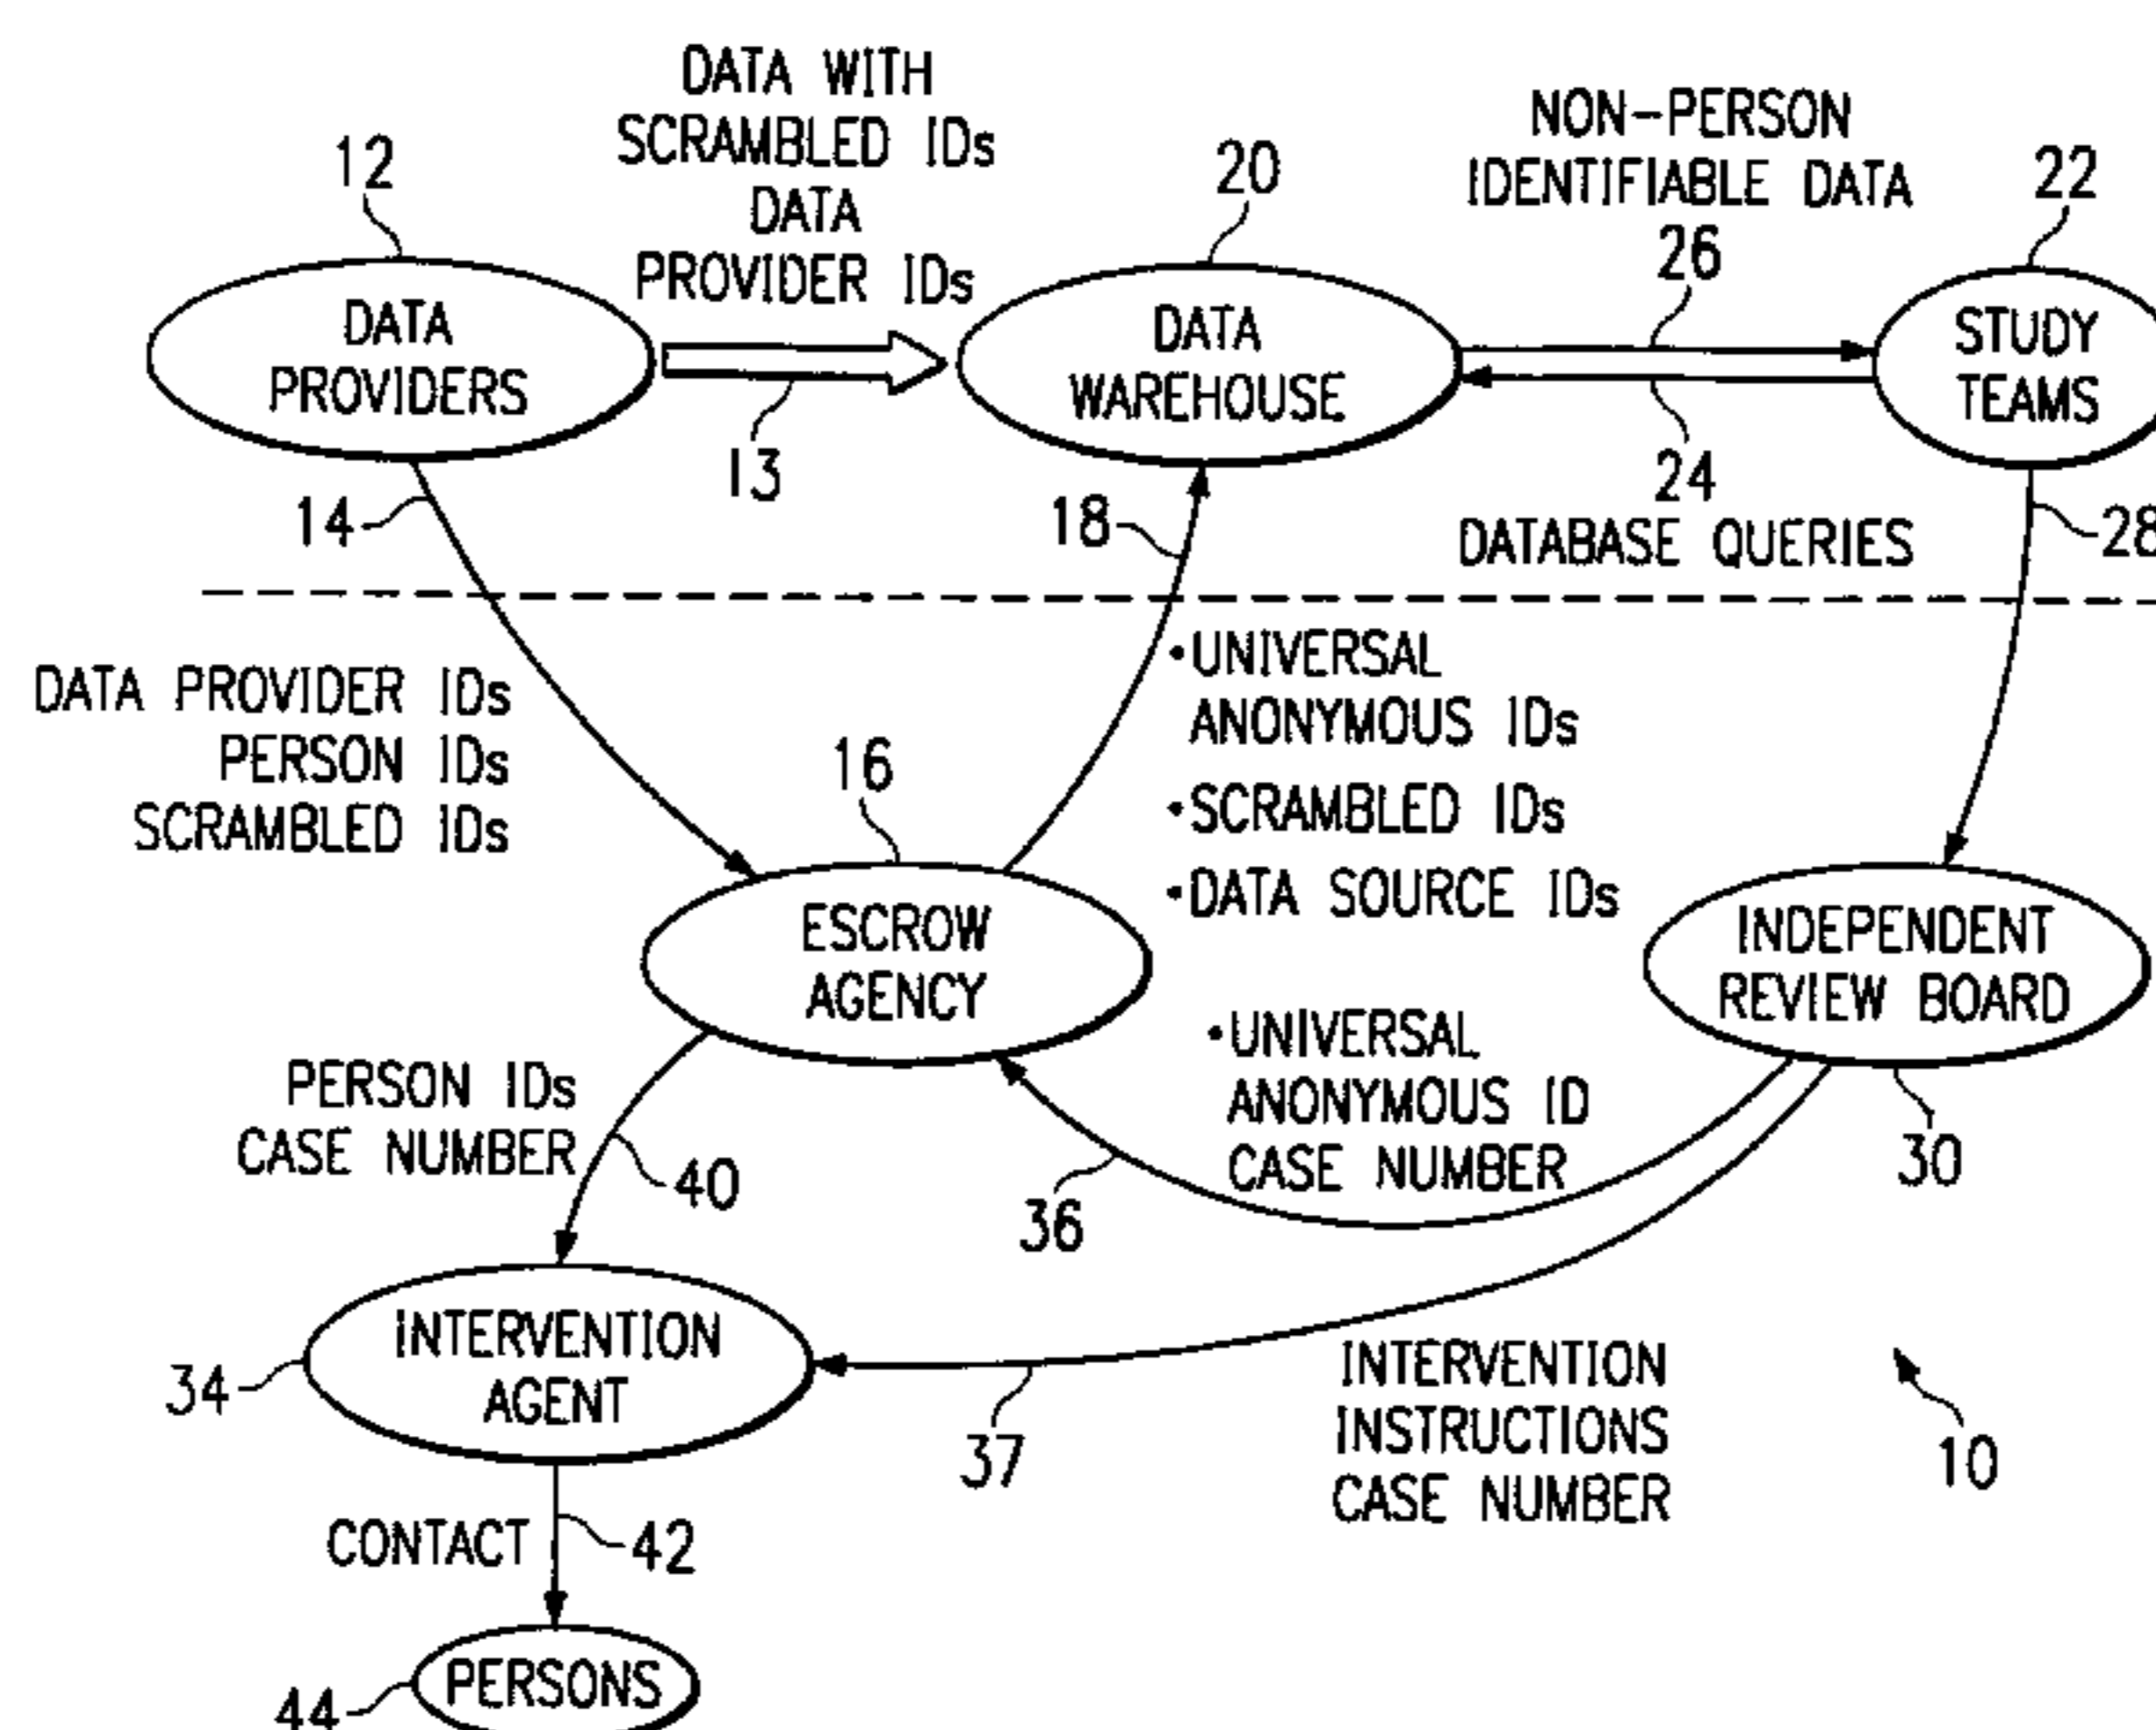 DATA WITH
SCRAMBLED IDs
DATA
PROVIDER IDs
NON-PERSON
IDENTIFIABLE DATA
12
20
26
22
DATA
PROVIDERS
DATA
WAREHOUSE
STUDY
TEAMS
13
24
DATABASE QUERIES
14
18
28
DATA PROVIDER IDs
PERSON IDs
SCRAMBLED IDs
•UNIVERSAL
ANONYMOUS IDs
•SCRAMBLED IDs
•DATA SOURCE IDs
16
ESCROW
AGENCY
INDEPENDENT
REVIEW BOARD
30
PERSON IDs
CASE NUMBER
40
•UNIVERSAL
ANONYMOUS ID
CASE NUMBER
36
INTERVENTION
AGENT
34
37
INTERVENTION
INSTRUCTIONS
CASE NUMBER
10
CONTACT
42
PERSONS
44